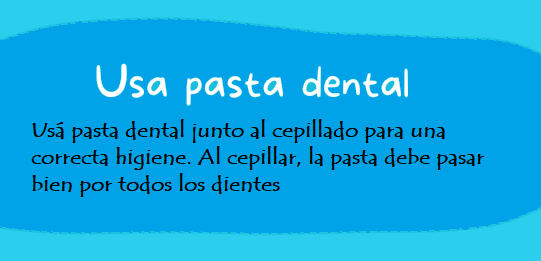 Usa pasta dental
Usá pasta dental junto al cepillado para una
correcta higiene. Al cepillar, la pasta debe pasar
bien por todos los dientes